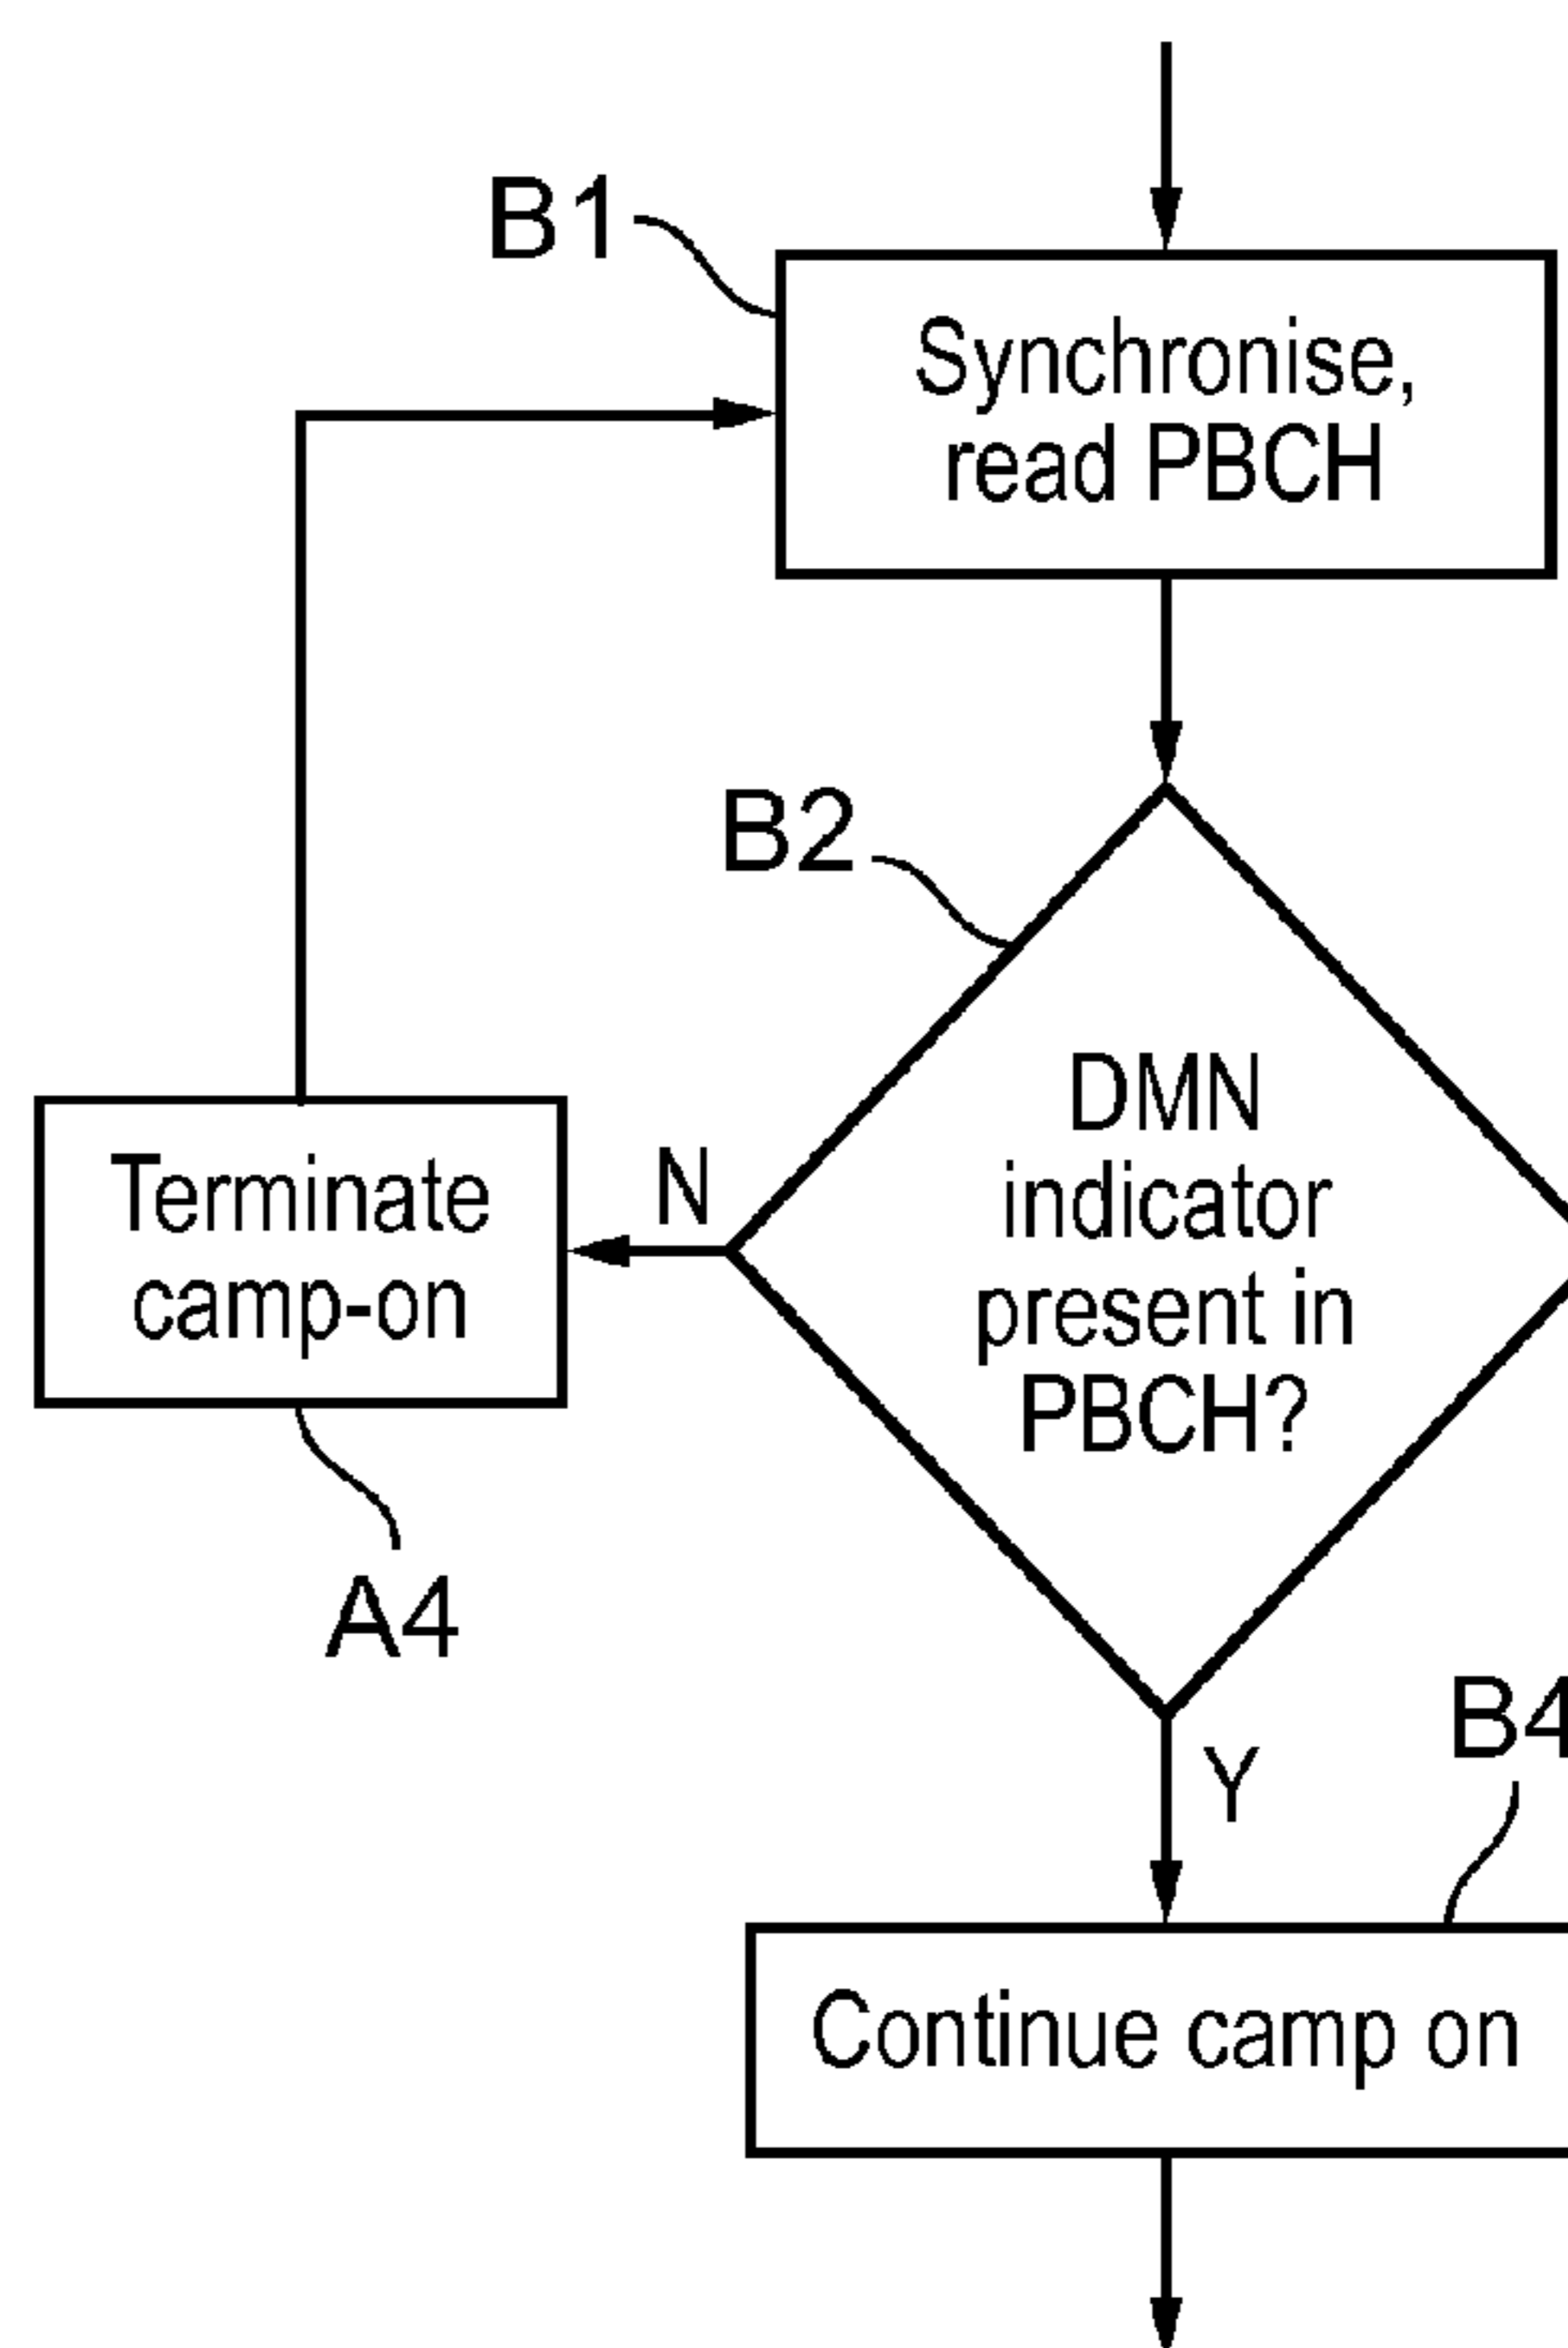 B1
Synchronise,
read PBCH
B2
DMN
indicator
present in
PBCH?
N
Terminate
camp-on
A4
Y
B4
Continue camp on